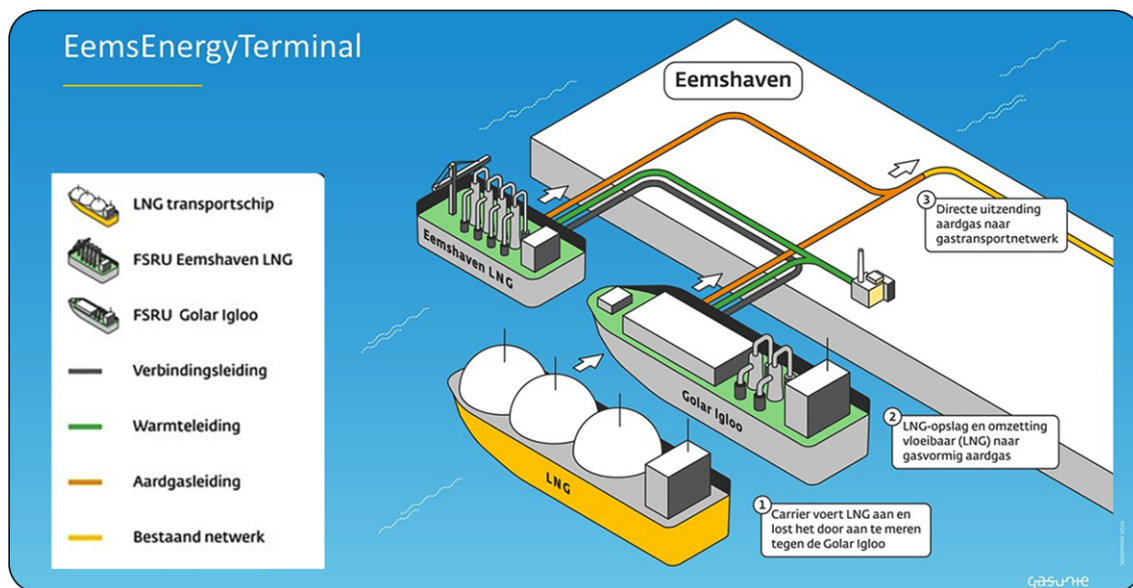 EemsEnergyTerminal
Eemshaven
LNG transportschip
FSRU Eemshaven LNG
FSRU Golar Igloo
Verbindingsleiding
Warmteleiding
Aardgasleiding
Bestaand netwerk
Eemshaven LNG
Golar Igloo
LNG
3
Directe uitzending
aardgas naar
gastransportnetwerk
2
LNG-opslag en omzetting
vloeibaar (LNG) naar
gasvormig aardgas
1
Carrier voert LNG aan en
lost het door aan te meren
tegen de Golar Igloo
gasunie